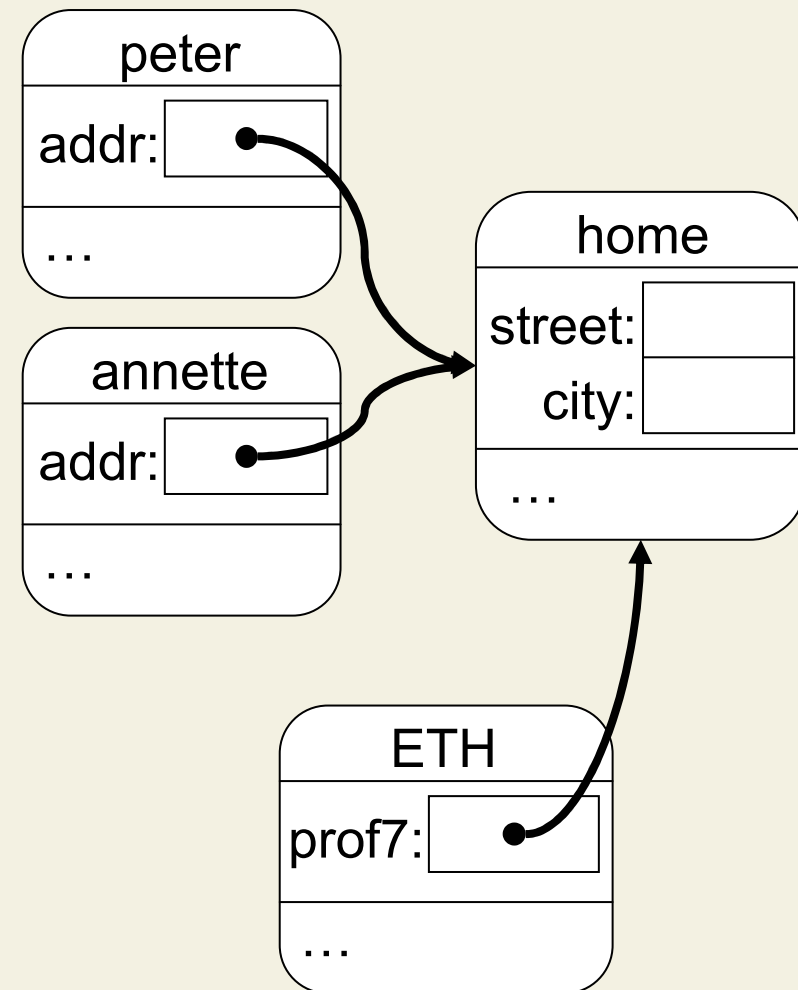 peter
addr:
…
annette
addr:
…
home
street:
city:
…
ETH
prof7:
…